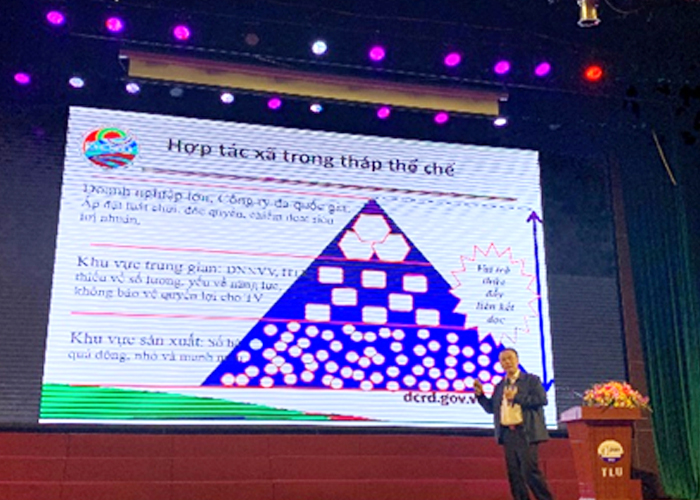 Hợp tác xã trong tháp thể chế
Doanh nghiệp lớn, Công ty đa quốc gia:
Áp đặt luật chơi, độc quyền, chiếm đoạt siêu
lợi nhuận.
Khu vực trung gian: DNNVV, HTX
thiếu về số lượng, yếu về năng lực,
không bảo vệ quyền lợi cho TV
Khu vực sản xuất: Số hộ
quá đông, nhỏ và manh mún
Vai trò
thúc
đẩy
liên kết
dọc
dcrd.gov.v
TLU